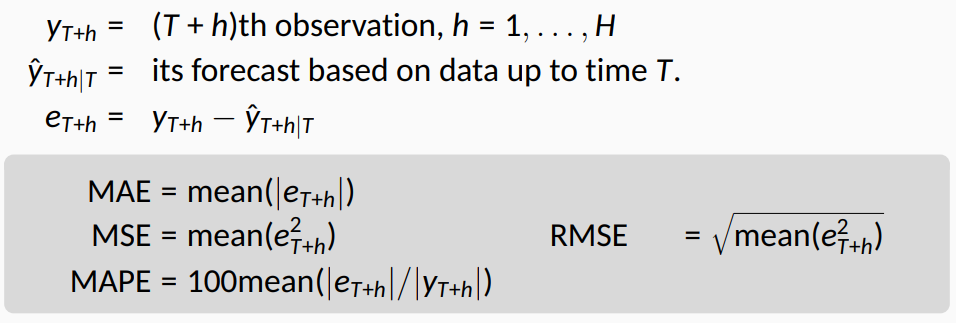 y_{T+h} = (T + h)th observation, h = 1, . . . , H
ŷ_{T+h|T} = its forecast based on data up to time T.
e_{T+h} = y_{T+h} − ŷ_{T+h|T}
MAE = mean(|e_{T+h}|)
MSE = mean(e²_{T+h}) RMSE = √mean(e²_{T+h})
MAPE = 100mean(|e_{T+h}|/|y_{T+h}|)